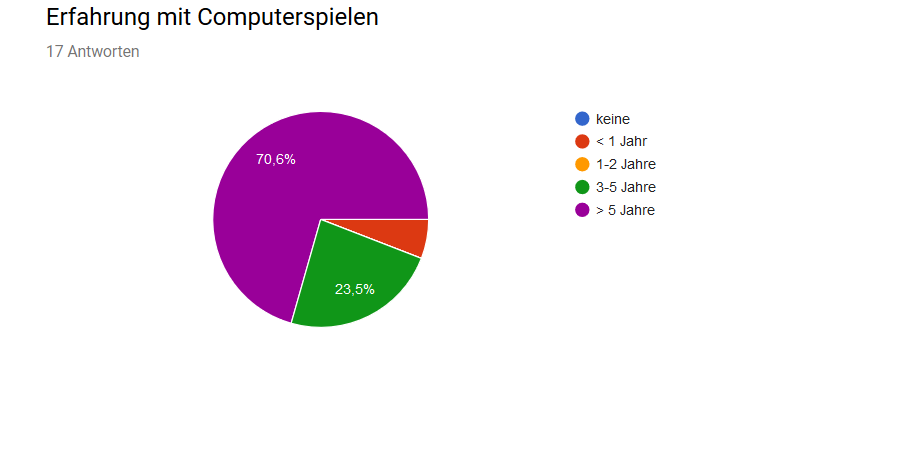 Erfahrung mit Computerspielen
17 Antworten
70,6%
23,5%
keine
< 1 Jahr
1-2 Jahre
3-5 Jahre
> 5 Jahre